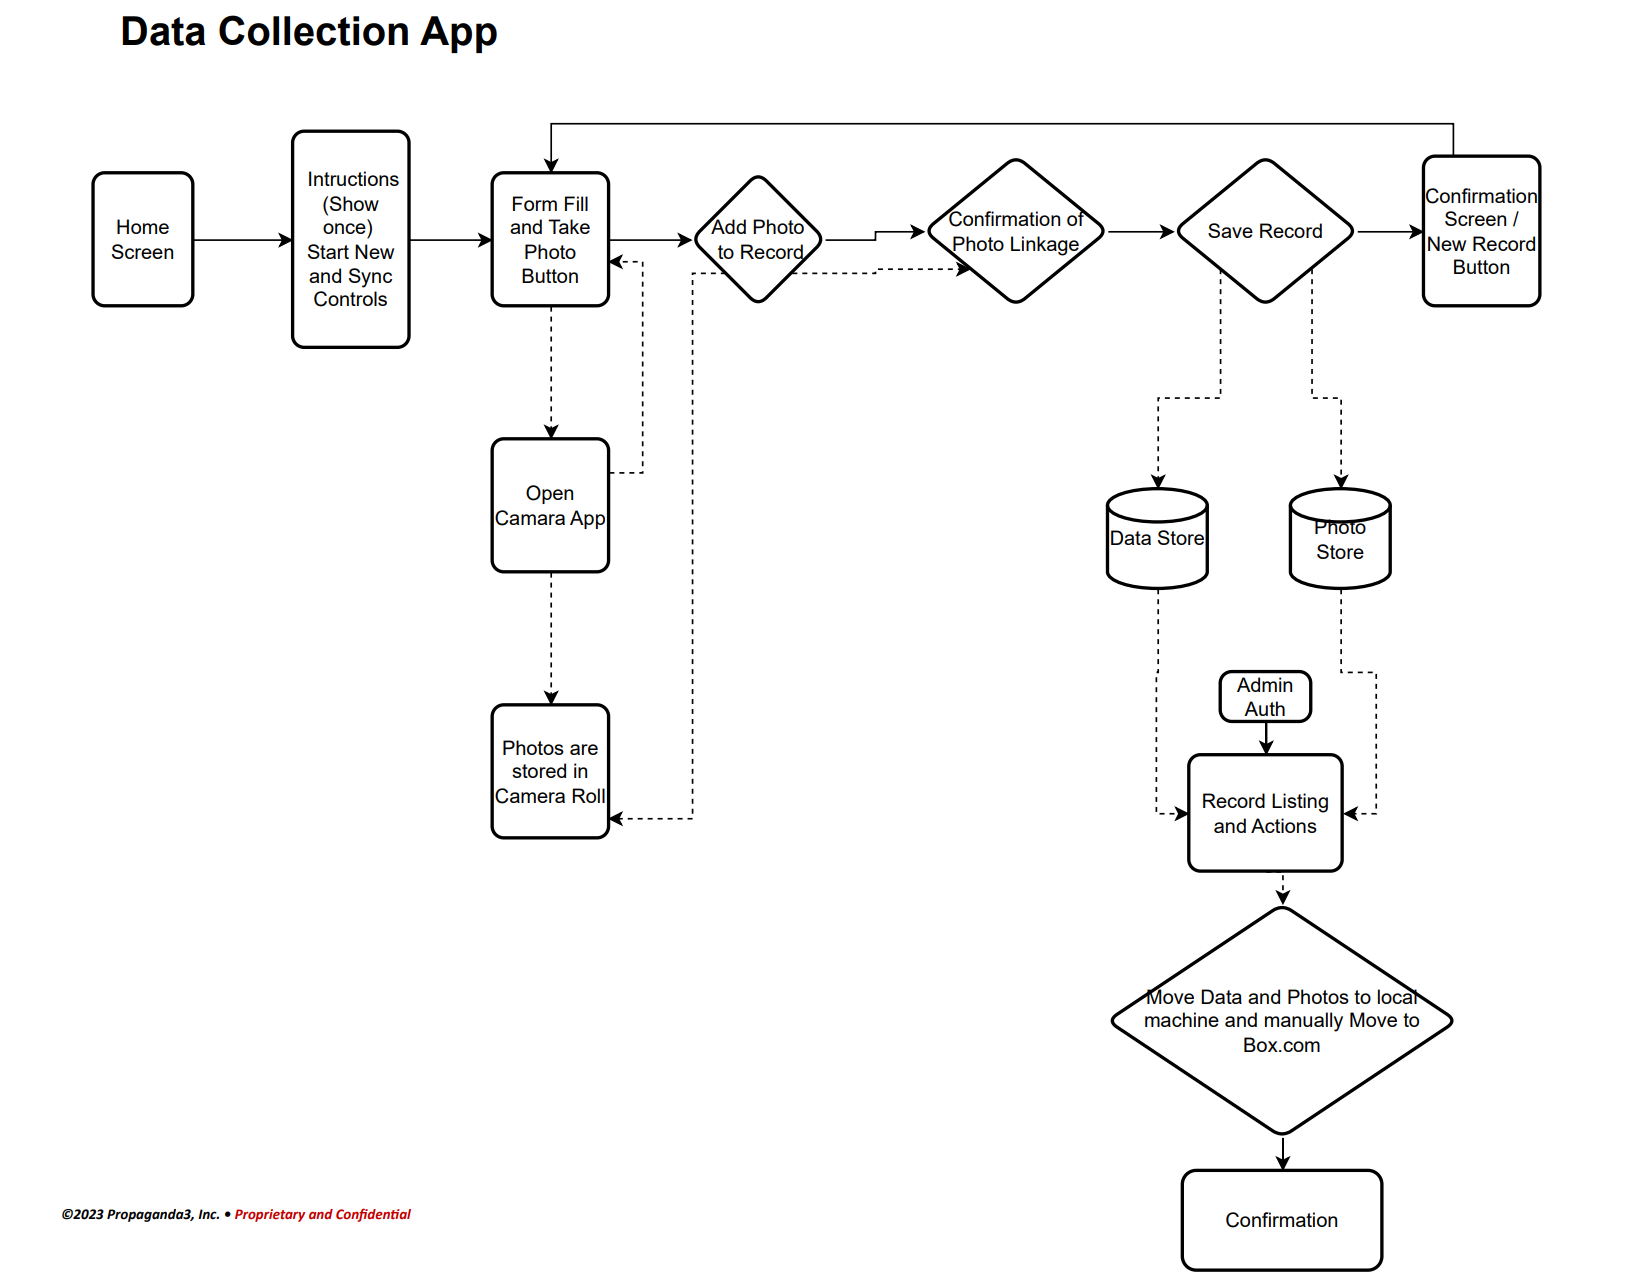 Data Collection App
Home
Screen
Intructions
(Show
once)
Start New
and Sync
Controls
Form Fill
and Take
Photo
Button
Add Photo
to Record
Confirmation of
Photo Linkage
Save Record
Confirmation
Screen /
New Record
Button
Open
Camara App
Data Store
Photo
Store
Photos are
stored in
Camera Roll
Admin
Auth
Record Listing
and Actions
Move Data and Photos to local
machine and manually Move to
Box.com
Confirmation
©2023 Propaganda3, Inc. • Proprietary and Confidential